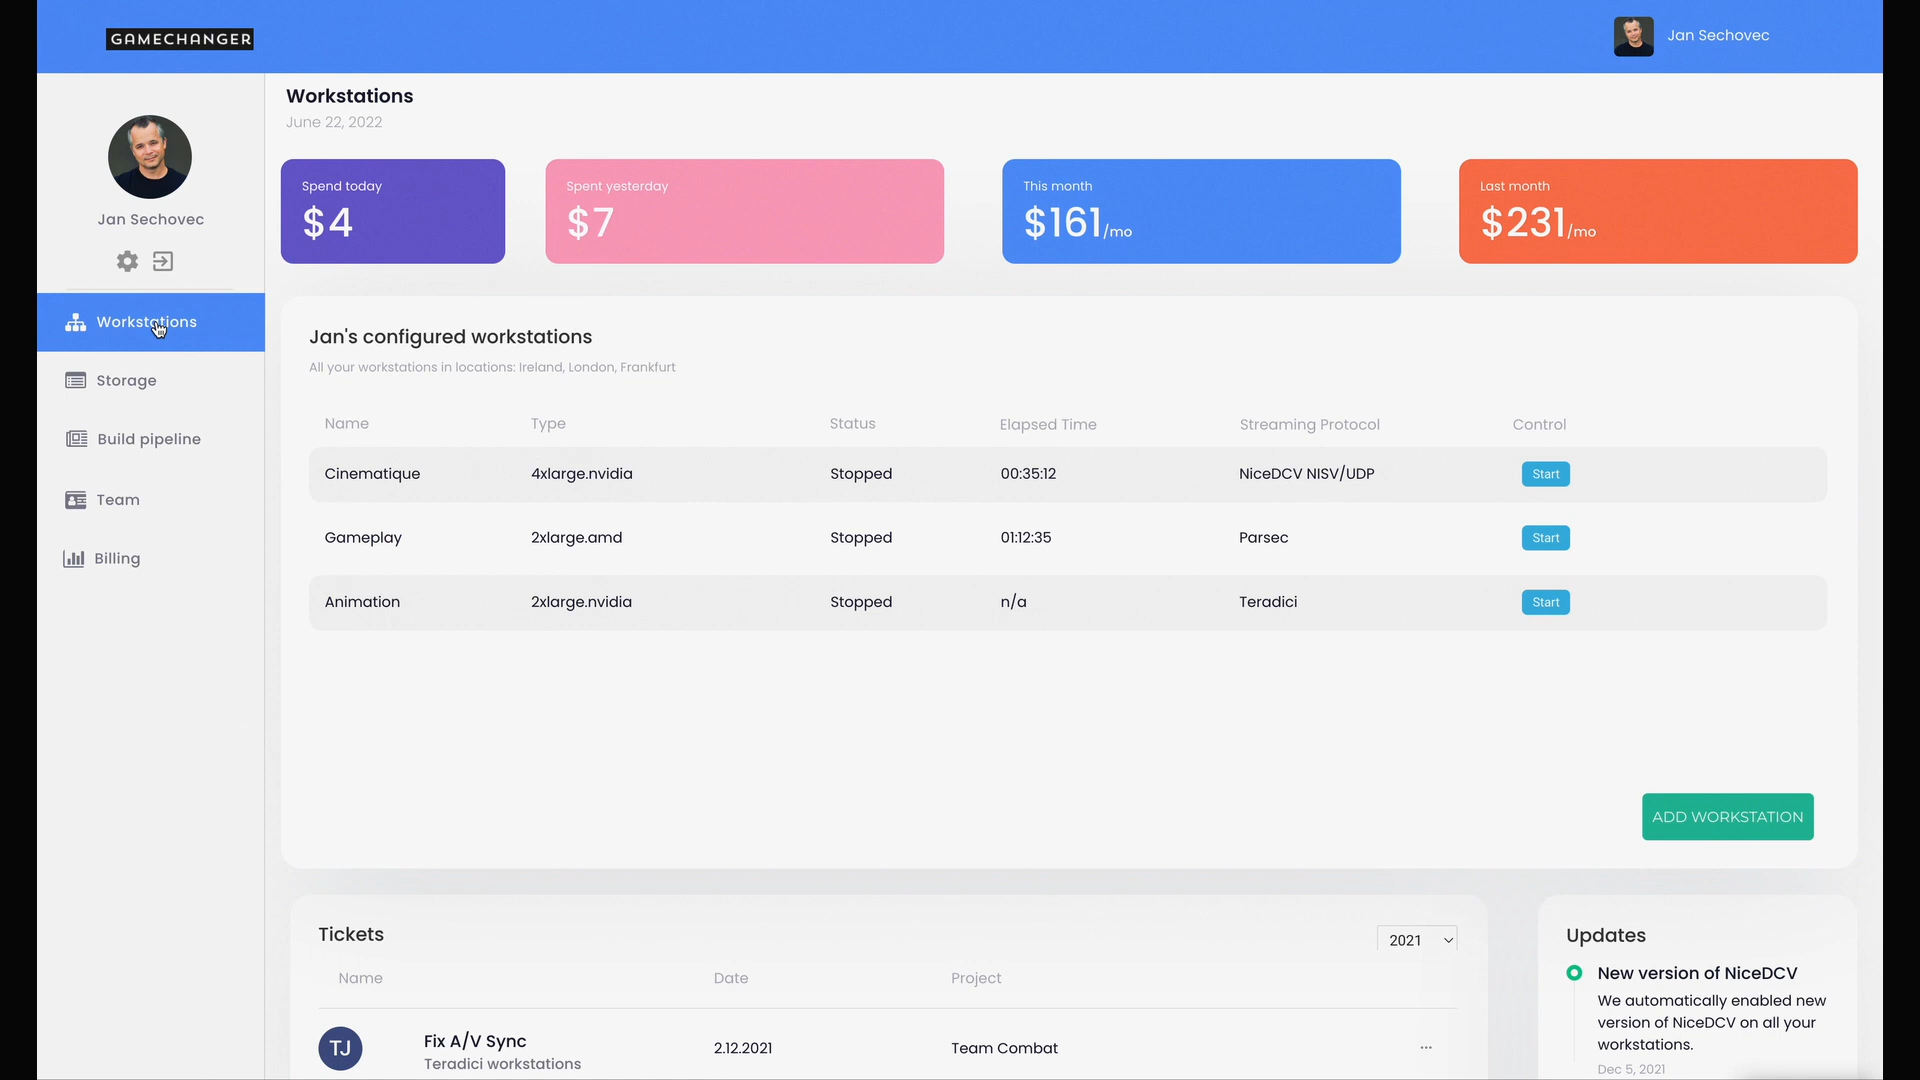 GAMECHANGER
Jan Sechovec
Jan Sechovec
Workstations
Storage
Build pipeline
Team
Billing
Workstations
June 22, 2022
Spend today
$4
Spent yesterday
$7
This month
$161/mo
Last month
$231/mo
Jan's configured workstations
All your workstations in locations: Ireland, London, Frankfurt
Name Type Status Elapsed Time Streaming Protocol Control
Cinematique 4xlarge.nvidia Stopped 00:35:12 NiceDCV NISV/UDP Start
Gameplay 2xlarge.amd Stopped 01:12:35 Parsec Start
Animation 2xlarge.nvidia Stopped n/a Teradici Start
ADD WORKSTATION
Tickets
2021
Name Date Project
TJ Fix A/V Sync 2.12.2021 Team Combat ...
Teradici workstations
Updates
New version of NiceDCV
We automatically enabled new
version of NiceDCV on all your
workstations.
Dec 5, 2021